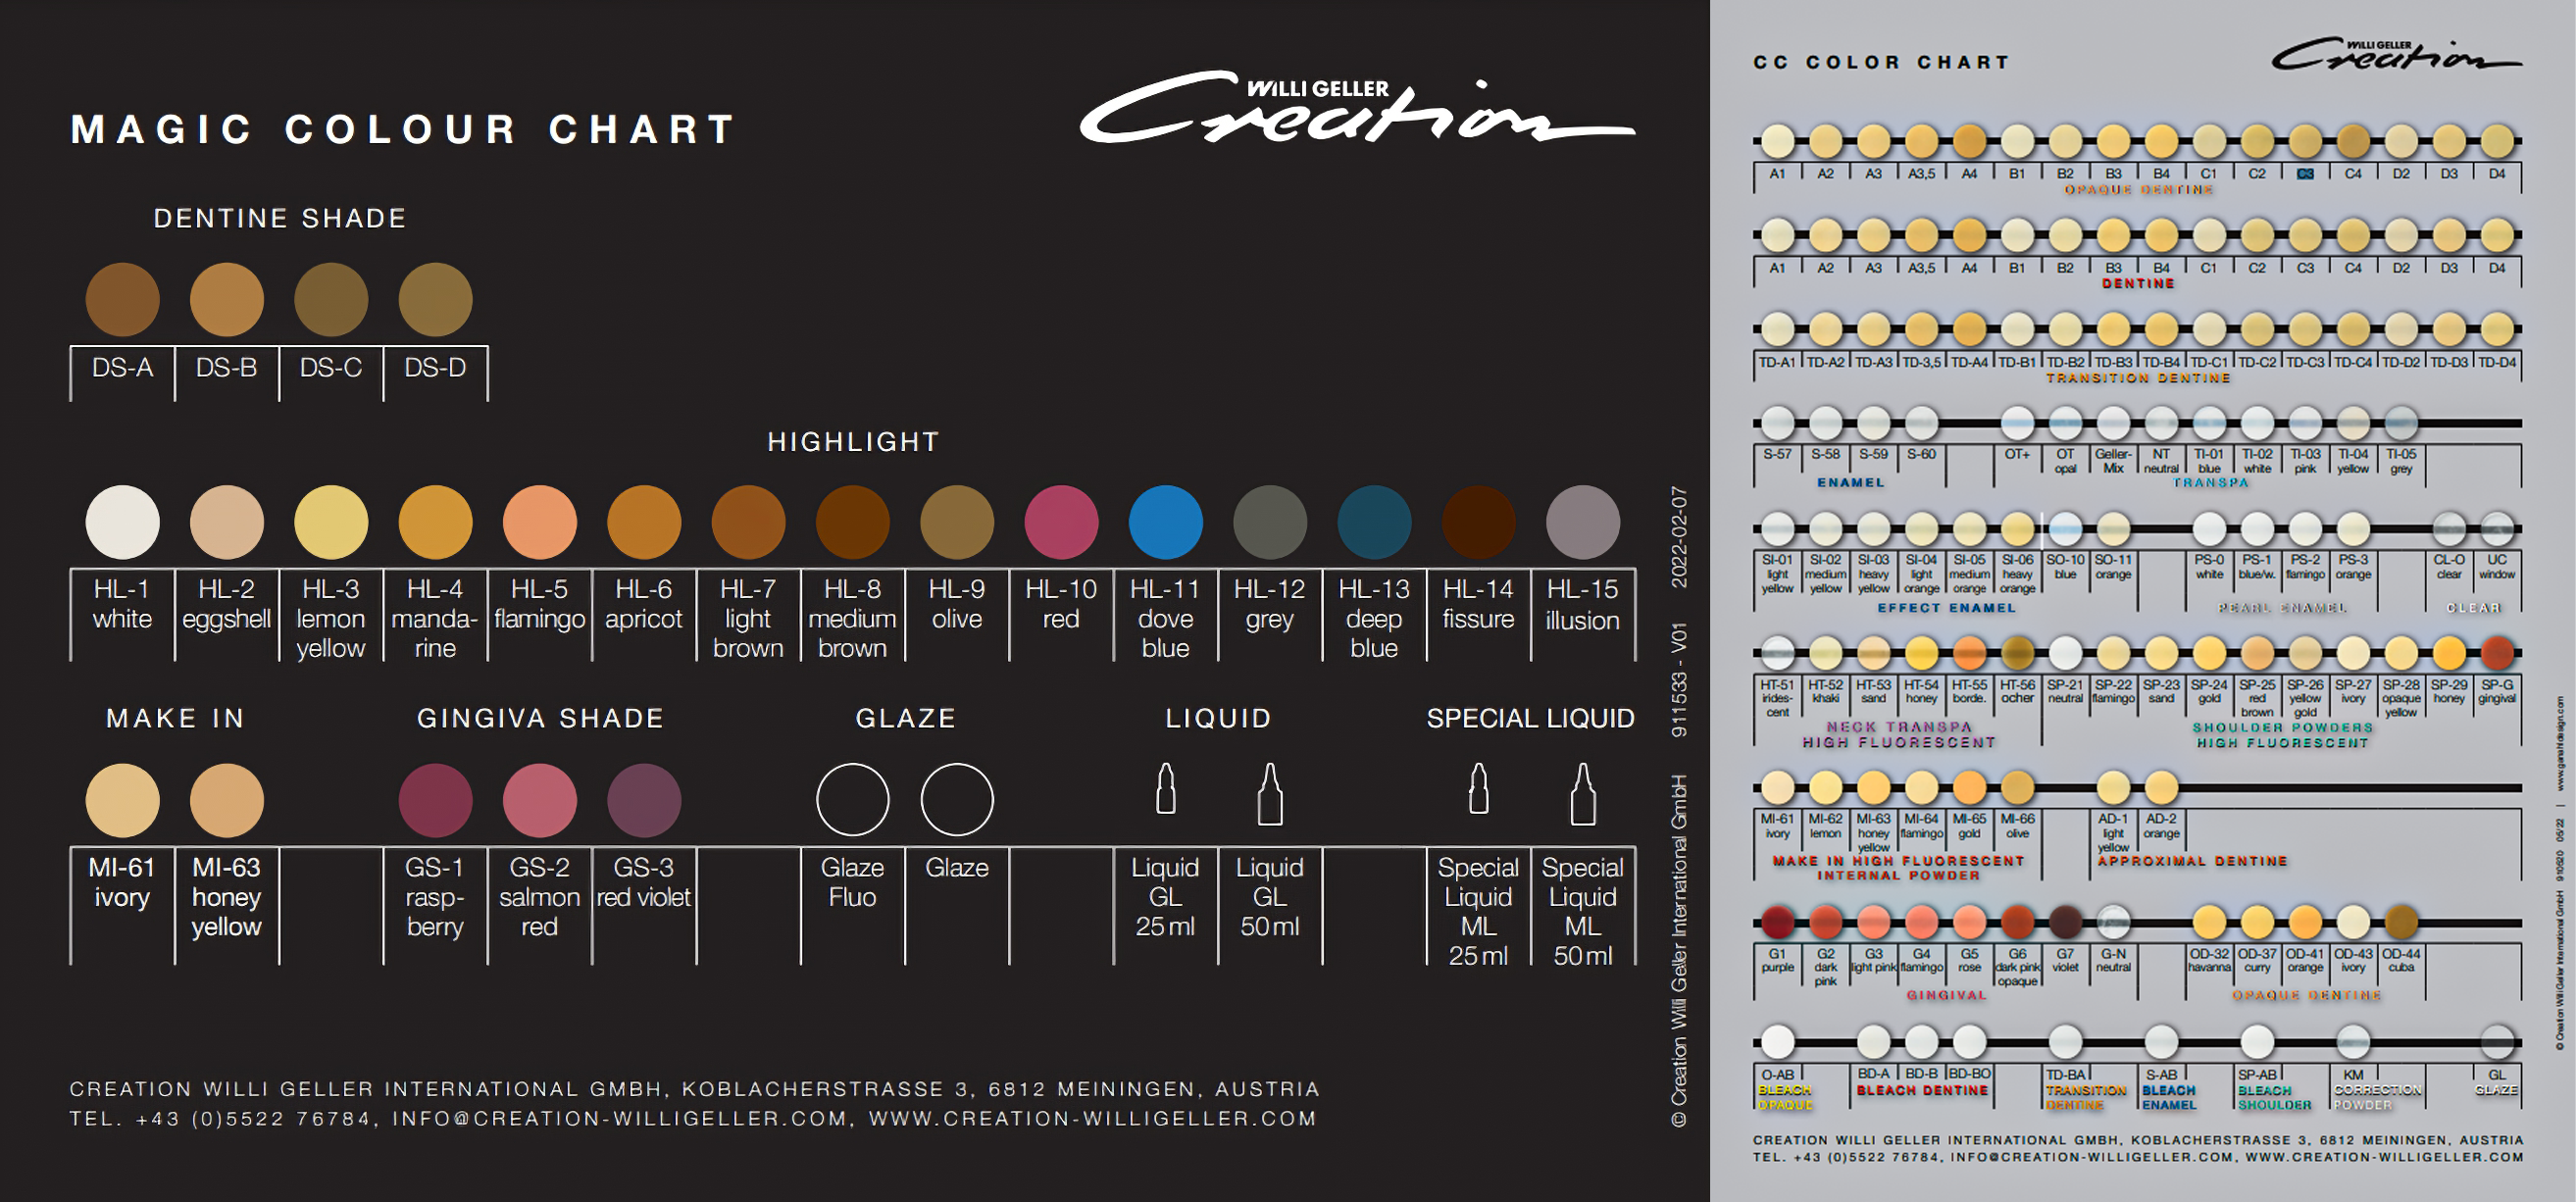 MAGIC COLOUR CHART
WILLI GELLER
Creation
DENTINE SHADE
DS-A DS-B DS-C DS-D
HIGHLIGHT
HL-1 HL-2 HL-3 HL-4 HL-5 HL-6 HL-7 HL-8 HL-9 HL-10 HL-11 HL-12 HL-13 HL-14 HL-15
white eggshell lemon manda- flamingo apricot light medium olive red dove grey deep fissure illusion
yellow rine brown brown blue blue
MAKE IN GINGIVA SHADE GLAZE LIQUID SPECIAL LIQUID
MI-61 MI-63 GS-1 GS-2 GS-3 Glaze Glaze Liquid Liquid Special Special
ivory honey rasp- salmon red violet Fluo GL GL Liquid Liquid
yellow berry red 25 ml 50 ml ML ML
25 ml 50 ml
CREATION WILLI GELLER INTERNATIONAL GMBH, KOBLACHERSTRASSE 3, 6812 MEININGEN, AUSTRIA
TEL. +43 (0)5522 76784, INFO@CREATION-WILLIGELLER.COM, WWW.CREATION-WILLIGELLER.COM
© Creation Willi Geller International GmbH 911533 - V01 2022-02-07
CC COLOR CHART
WILLI GELLER
Creation
A1 A2 A3 A3,5 A4 B1 B2 B3 B4 C1 C2 C3 C4 D2 D3 D4
OPAQUE DENTINE
A1 A2 A3 A3,5 A4 B1 B2 B3 B4 C1 C2 C3 C4 D2 D3 D4
DENTINE
TD-A1 TD-A2 TD-A3 TD-3,5 TD-A4 TD-B1 TD-B2 TD-B3 TD-B4 TD-C1 TD-C2 TD-C3 TD-C4 TD-D2 TD-D3 TD-D4
TRANSITION DENTINE
S-57 S-58 S-59 S-60 OT+ OT Geller- NT TI-01 TI-02 TI-03 TI-04 TI-05
opal Mix neutral blue white pink yellow grey
ENAMEL TRANSPA
SI-01 SI-02 SI-03 SI-04 SI-05 SI-06 SO-10 SO-11 PS-0 PS-1 PS-2 PS-3 CL-O UC
light medium heavy light medium heavy blue orange white blue/w. flamingo orange clear window
yellow yellow yellow orange orange orange
EFFECT ENAMEL PEARL ENAMEL CLEAR
HT-51 HT-52 HT-53 HT-54 HT-55 HT-56 SP-21 SP-22 SP-23 SP-24 SP-25 SP-26 SP-27 SP-28 SP-29 SP-G
irides- khaki sand honey borde. ocher neutral flamingo sand gold red yellow ivory opaque honey gingival
cent brown gold yellow
NECK TRANSPA SHOULDER POWDERS
HIGH FLUORESCENT HIGH FLUORESCENT
MI-61 MI-62 MI-63 MI-64 MI-65 MI-66 AD-1 AD-2
ivory lemon honey flamingo gold olive light orange
yellow yellow
MAKE IN HIGH FLUORESCENT APPROXIMAL DENTINE
INTERNAL POWDER
G1 G2 G3 G4 G5 G6 G7 G-N OD-32 OD-37 OD-41 OD-43 OD-44
purple dark light pink flamingo rose dark pink violet neutral havanna curry orange ivory cuba
pink opaque
GINGIVAL OPAQUE DENTINE
O-AB BD-A BD-B BD-BO TD-BA S-AB SP-AB KM GL
BLEACH BLEACH DENTINE TRANSITION BLEACH BLEACH CORRECTION GLAZE
OPAQUE DENTINE ENAMEL SHOULDER POWDER
CREATION WILLI GELLER INTERNATIONAL GMBH, KOBLACHERSTRASSE 3, 6812 MEININGEN, AUSTRIA
TEL. +43 (0)5522 76784, INFO@CREATION-WILLIGELLER.COM, WWW.CREATION-WILLIGELLER.COM
© Creation Willi Geller International GmbH 910520 05/22 | www.ganahldesign.com